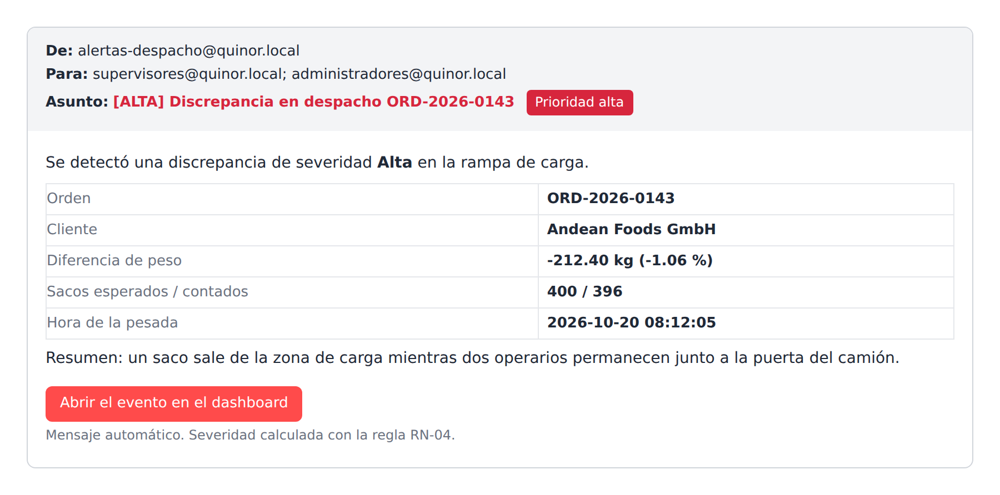 De: alertas-despacho@quinor.local
Para: supervisores@quinor.local; administradores@quinor.local
Asunto: [ALTA] Discrepancia en despacho ORD-2026-0143 Prioridad alta
Se detectó una discrepancia de severidad Alta en la rampa de carga.
Orden ORD-2026-0143
Cliente Andean Foods GmbH
Diferencia de peso -212.40 kg (-1.06 %)
Sacos esperados / contados 400 / 396
Hora de la pesada 2026-10-20 08:12:05
Resumen: un saco sale de la zona de carga mientras dos operarios permanecen junto a la puerta del camión.
Abrir el evento en el dashboard
Mensaje automático. Severidad calculada con la regla RN-04.